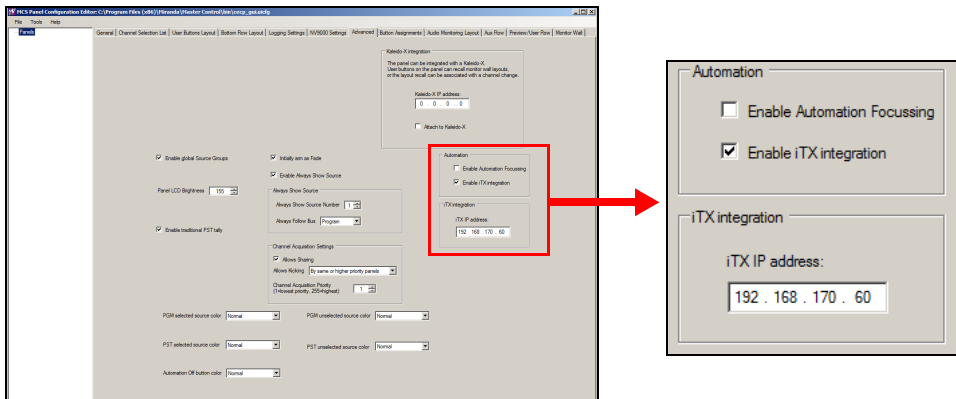 MCS Panel Configuration Editor: C:\Program Files (x86)\Miranda\Master Control\bin\cecp_gui.uicfg
File Tools Help
Panels
General Channel Selection List User Buttons Layout Bottom Row Layout Logging Settings NV9000 Settings Advanced Button Assignments Audio Monitoring Layout Aux Row Preview/User Row Monitor Wall
Kaleido-X integration
The panel can be integrated with a Kaleido-X.
User buttons on the panel can recall monitor wall layouts,
or the layout recall can be associated with a channel change.
Kaleido-X IP address:
0 . 0 . 0 . 0
Attach to Kaleido-X
Enable global Source Groups
Initially arm as Fade
Enable Always Show Source
Panel LCD Brightness 155
Always Show Source
Always Show Source Number 1
Always Follow Bus Program
Enable traditional PST tally
Channel Acquisition Settings
Allows Sharing
Allows Kicking By same or higher priority panels
Channel Acquisition Priority
(1=lowest priority, 255=highest) 1
PGM selected source color Normal
PGM unselected source color Normal
PST selected source color Normal
PST unselected source color Normal
Automation Off button color Normal
Automation
Enable Automation Focussing
Enable iTX integration
iTX integration
iTX IP address:
192 . 168 . 170 . 60
Automation
Enable Automation Focussing
Enable iTX integration
iTX integration
iTX IP address:
192 . 168 . 170 . 60